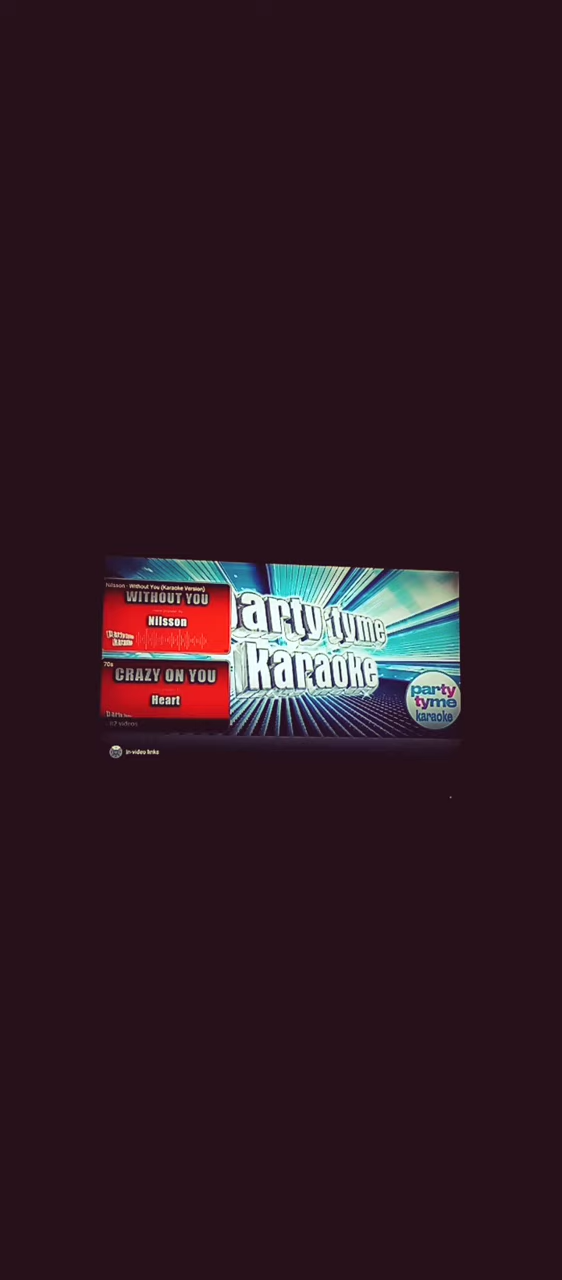 Nilsson - Without You (Karaoke Version)
WITHOUT YOU
Nilsson
70s
CRAZY ON YOU
Heart
arty tyme
karaoke
party
tyme
karaoke
in-video links